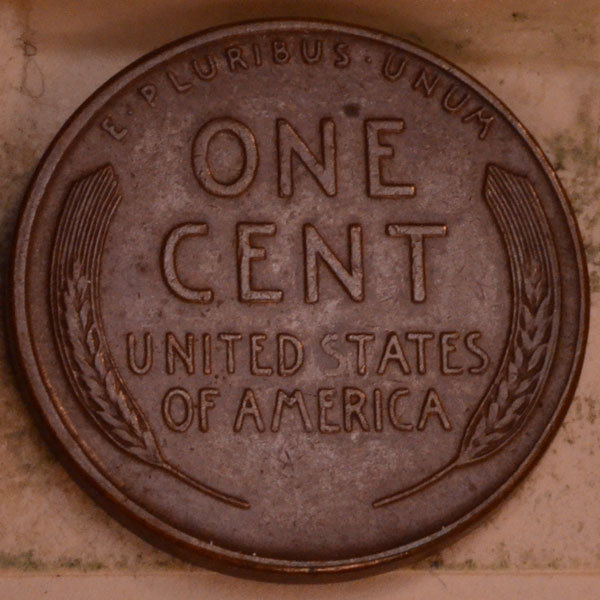 E·PLURIBUS·UNUM
ONE
CENT
UNITED STATES
OF AMERICA